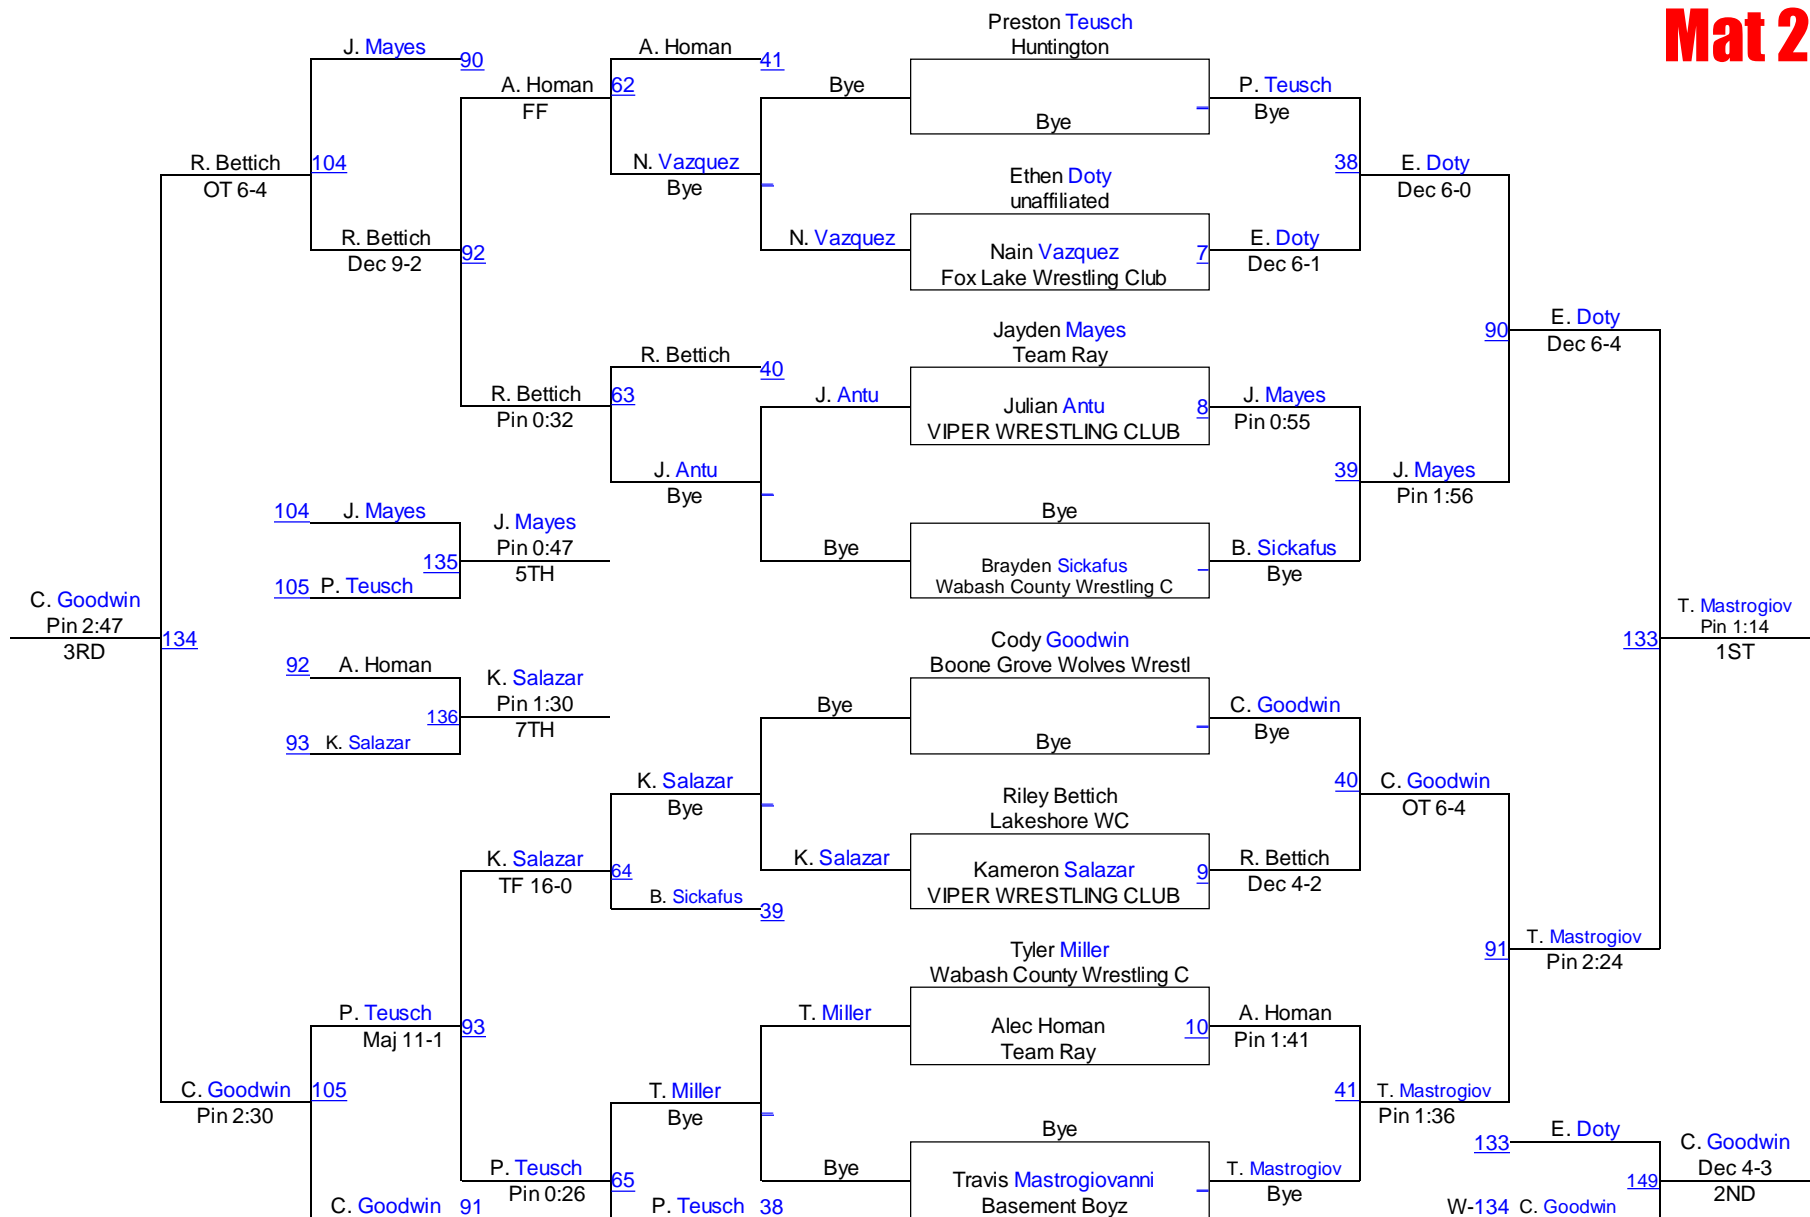 Mat 2
Preston Teusch
Huntington
J. Mayes
90
A. Homan
41
A. Homan
62
FF
Bye
Bye
P. Teusch
Bye
R. Bettich
104
OT 6-4
N. Vazquez
Bye
38
E. Doty
Dec 6-0
Ethen Doty
unaffiliated
R. Bettich
92
Dec 9-2
N. Vazquez
Nain Vazquez
7
Fox Lake Wrestling Club
E. Doty
Dec 6-1
Jayden Mayes
Team Ray
90
E. Doty
Dec 6-4
R. Bettich
40
R. Bettich
63
Pin 0:32
J. Antu
Julian Antu
8
VIPER WRESTLING CLUB
J. Mayes
Pin 0:55
J. Antu
Bye
39
J. Mayes
Pin 1:56
104
J. Mayes
J. Mayes
Pin 0:47
5TH
135
105
P. Teusch
Bye
Bye
Brayden Sickafus
Wabash County Wrestling C
B. Sickafus
Bye
C. Goodwin
Pin 2:47
3RD
134
133
T. Mastrogiov
Pin 1:14
1ST
Cody Goodwin
Boone Grove Wolves Wrestl
92
A. Homan
K. Salazar
Pin 1:30
7TH
136
93
K. Salazar
Bye
Bye
C. Goodwin
Bye
K. Salazar
Bye
Riley Bettich
Lakeshore WC
40
C. Goodwin
OT 6-4
K. Salazar
64
TF 16-0
K. Salazar
Kameron Salazar
9
VIPER WRESTLING CLUB
R. Bettich
Dec 4-2
B. Sickafus
39
Tyler Miller
Wabash County Wrestling C
91
T. Mastrogiov
Pin 2:24
P. Teusch
93
Maj 11-1
T. Miller
Alec Homan
10
Team Ray
A. Homan
Pin 1:41
C. Goodwin
105
Pin 2:30
T. Miller
Bye
41
T. Mastrogiov
Pin 1:36
Bye
133
E. Doty
C. Goodwin
Dec 4-3
2ND
149
P. Teusch
65
Pin 0:26
Bye
Travis Mastrogiovanni
Basement Boyz
T. Mastrogiov
Bye
C. Goodwin
91
P. Teusch
38
W-134
C. Goodwin